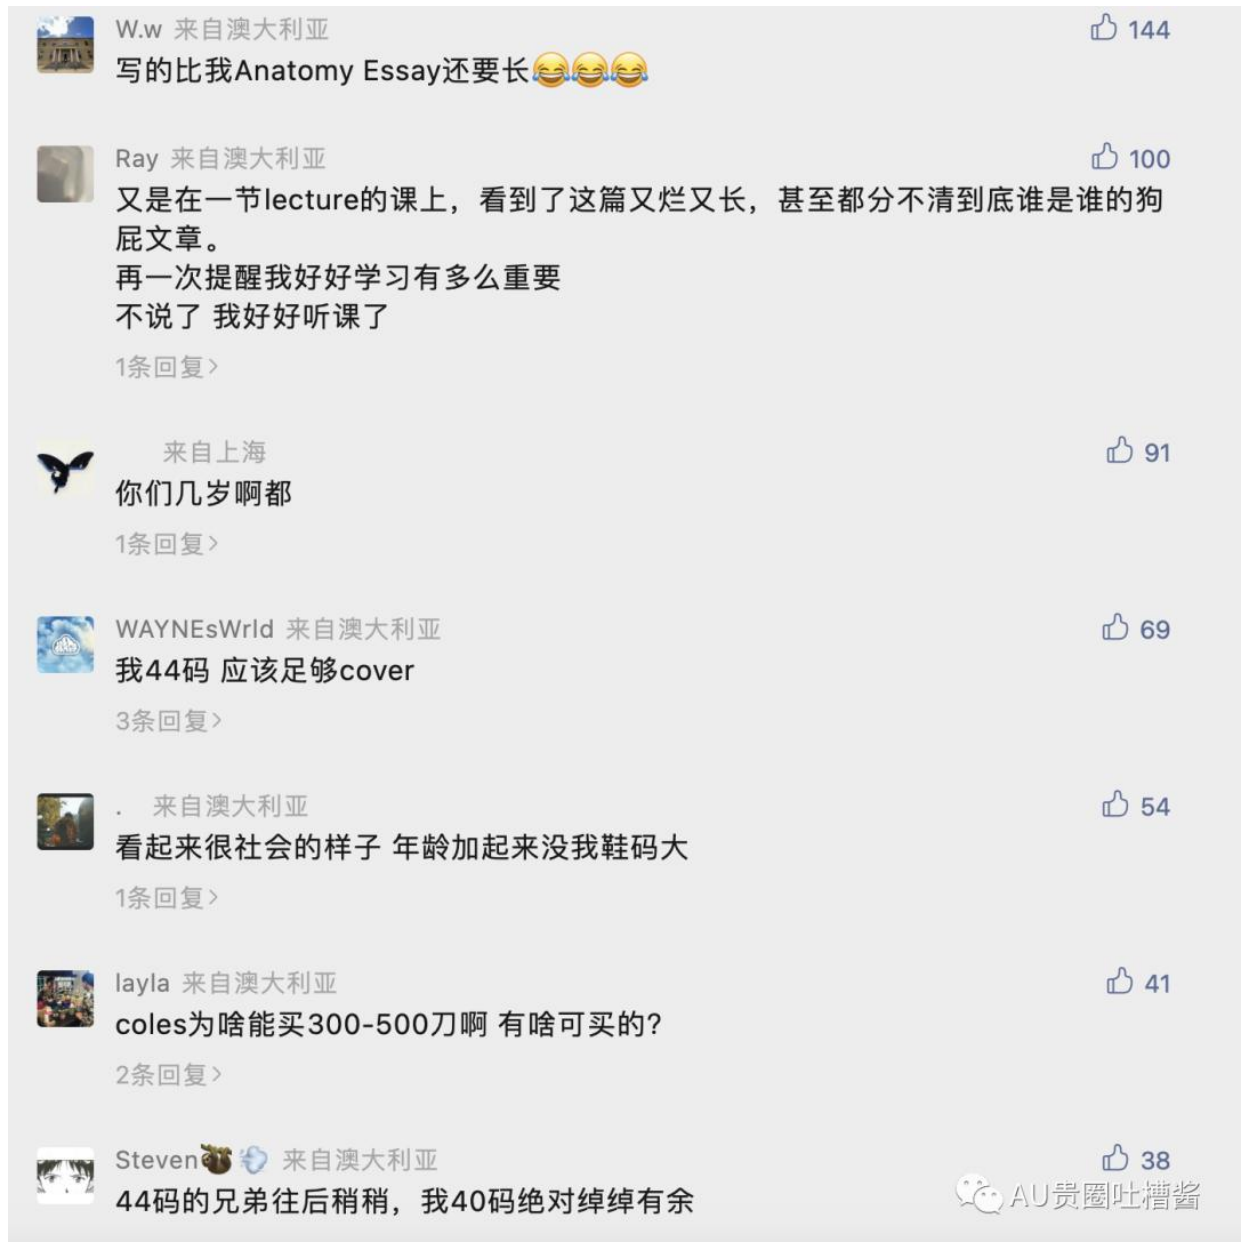 W.w 来自澳大利亚 144
写的比我Anatomy Essay还要长😂😂😂
Ray 来自澳大利亚 100
又是在一节lecture的课上，看到了这篇又烂又长，甚至都分不清到底谁是谁的狗
屁文章。
再一次提醒我好好学习有多么重要
不说了 我好好听课了
1条回复>
来自上海 91
你们几岁啊都
1条回复>
WAYNEsWrld 来自澳大利亚 69
我44码 应该足够cover
3条回复>
. 来自澳大利亚 54
看起来很社会的样子 年龄加起来没我鞋码大
1条回复>
layla 来自澳大利亚 41
coles为啥能买300-500刀啊 有啥可买的?
2条回复>
Steven🦥💨 来自澳大利亚 38
44码的兄弟往后稍稍，我40码绝对绰绰有余
AU贵圈吐槽酱